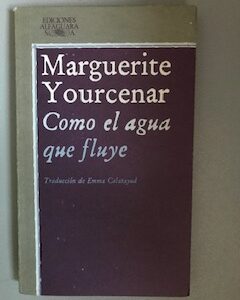 EDICIONES
ALFAGUARA
Marguerite
Yourcenar
Como el agua
que fluye
Traducción de Emma Calatayud